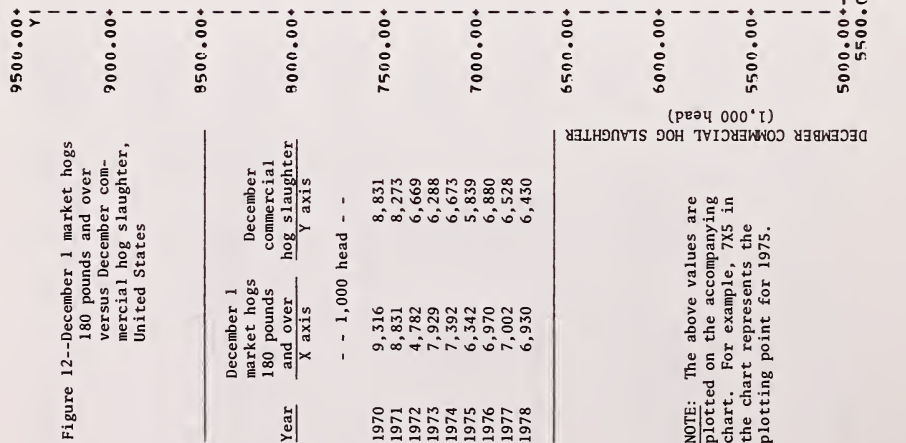 Figure 12--December 1 market hogs
180 pounds and over
versus December com-
mercial hog slaughter,
United States
December 1
market hogs
180 pounds
and over
X axis
December
commercial
hog slaughter
Y axis
Year
- - 1,000 head - -
1970 9,316 8,831
1971 8,831 8,273
1972 4,782 6,669
1973 7,929 6,288
1974 7,392 6,673
1975 6,342 5,839
1976 6,970 6,880
1977 7,002 6,528
1978 6,930 6,430
NOTE: The above values are
plotted on the accompanying
chart. For example, 7X5 in
the chart represents the
plotting point for 1975.
DECEMBER COMMERCIAL HOG SLAUGHTER
(1,000 head)
9500.00+
Y
9000.00+
8500.00+
8000.00+
7500.00+
7000.00+
6500.00+
6000.00+
5500.00+
5000.00+